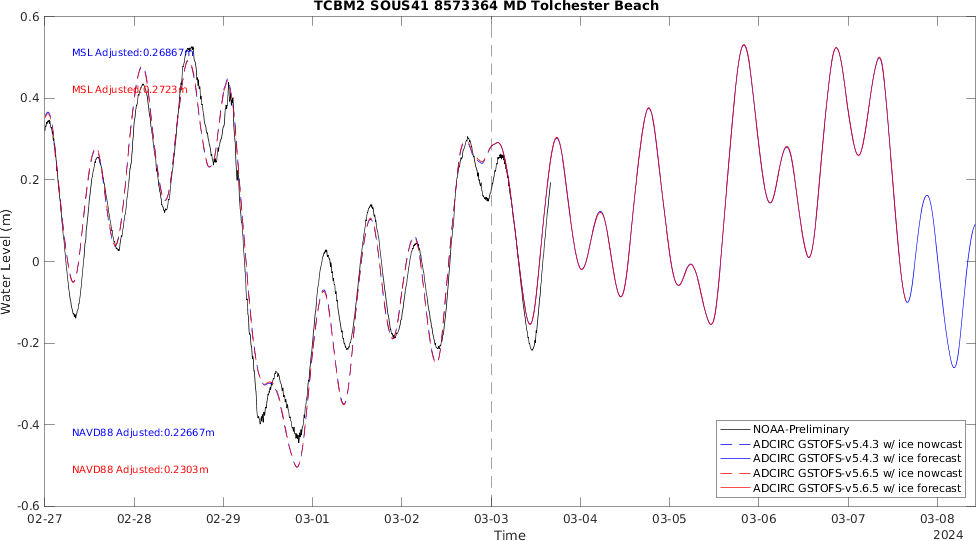 TCBM2 SOUS41 8573364 MD Tolchester Beach
0.6
MSL Adjusted:0.26867m
MSL Adjusted:0.2723m
0.4
0.2
0
-0.2
-0.4
-0.6
Water Level (m)
NAVD88 Adjusted:0.22667m
NAVD88 Adjusted:0.2303m
NOAA-Preliminary
ADCIRC GSTOFS-v5.4.3 w/ ice nowcast
ADCIRC GSTOFS-v5.4.3 w/ ice forecast
ADCIRC GSTOFS-v5.6.5 w/ ice nowcast
ADCIRC GSTOFS-v5.6.5 w/ ice forecast
02-27 02-28 02-29 03-01 03-02 03-03 03-04 03-05 03-06 03-07 03-08
Time 2024